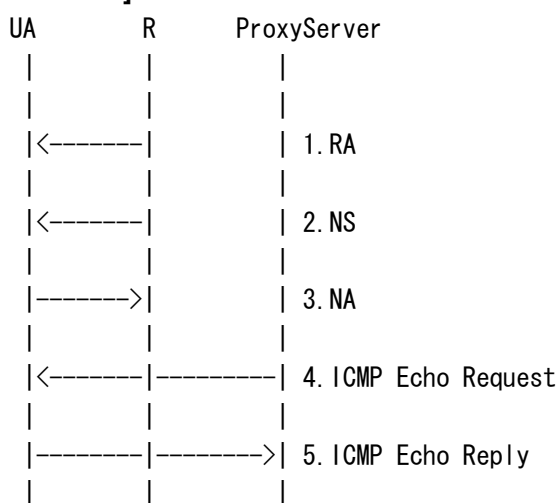 ]
UA R ProxyServer
| | |
| | |
|<-------| | 1.RA
| | |
|<-------| | 2.NS
| | |
|------->| | 3.NA
| | |
|<-------|---------| 4.ICMP Echo Request
| | |
|--------|-------->| 5.ICMP Echo Reply
| | |